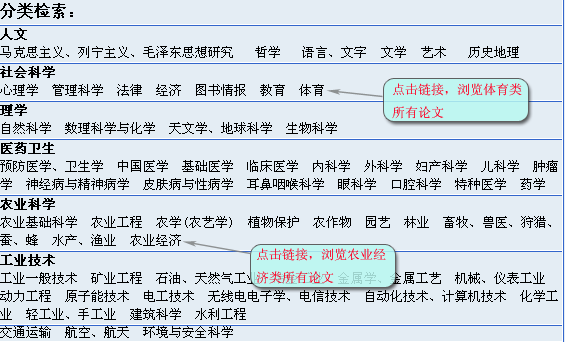 分类检索：
人文
马克思主义、列宁主义、毛泽东思想研究 哲学 语言、文字 文学 艺术 历史地理
社会科学
心理学 管理科学 法律 经济 图书情报 教育 体育
点击链接，浏览体育类
所有论文
理学
自然科学 数理科学与化学 天文学、地球科学 生物科学
医药卫生
预防医学、卫生学 中国医学 基础医学 临床医学 内科学 外科学 妇产科学 儿科学 肿瘤
学 神经病与精神病学 皮肤病与性病学 耳鼻咽喉科学 眼科学 口腔科学 特种医学 药学
农业科学
农业基础科学 农业工程 农学(农艺学) 植物保护 农作物 园艺 林业 畜牧、兽医、狩猎、
蚕、蜂 水产、渔业 农业经济
点击链接，浏览农业经
济类所有论文
工业技术
工业一般技术 矿业工程 石油、天然气工业 金属学、金属工艺 机械、仪表工业
动力工程 原子能技术 电工技术 无线电电子学、电信技术 自动化技术、计算机技术 化学工
业 轻工业、手工业 建筑科学 水利工程
交通运输 航空、航天 环境与安全科学